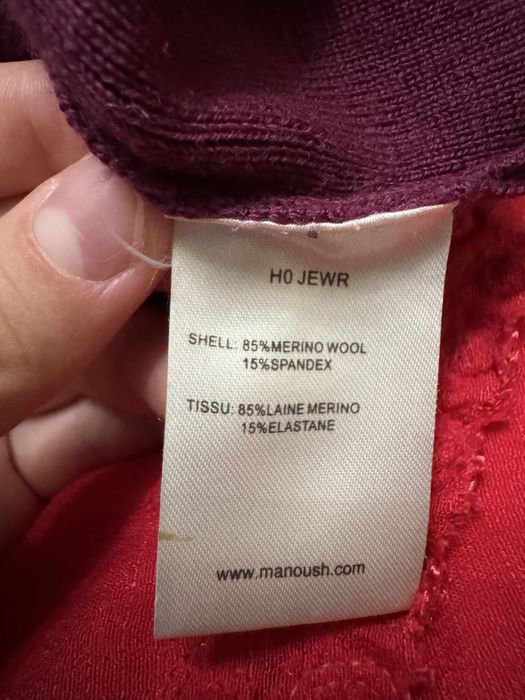 S
H0 JEWR
SHELL: 85%MERINO WOOL
15%SPANDEX
TISSU: 85%LAINE MERINO
15%ELASTANE
www.manoush.com